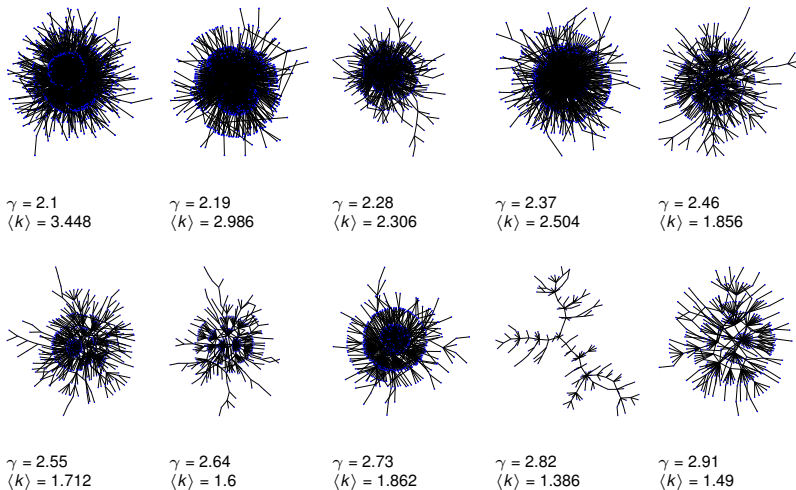 γ = 2.1
⟨k⟩ = 3.448
γ = 2.19
⟨k⟩ = 2.986
γ = 2.28
⟨k⟩ = 2.306
γ = 2.37
⟨k⟩ = 2.504
γ = 2.46
⟨k⟩ = 1.856
γ = 2.55
⟨k⟩ = 1.712
γ = 2.64
⟨k⟩ = 1.6
γ = 2.73
⟨k⟩ = 1.862
γ = 2.82
⟨k⟩ = 1.386
γ = 2.91
⟨k⟩ = 1.49